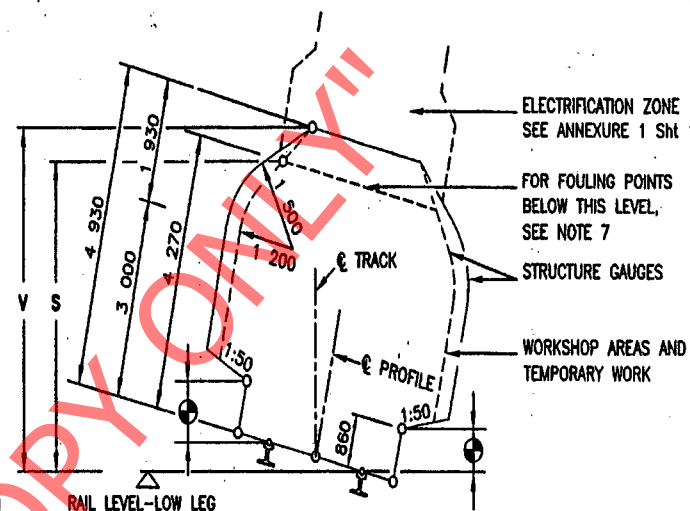 ELECTRIFICATION ZONE
SEE ANNEXURE 1 Sht
FOR FOULING POINTS
BELOW THIS LEVEL,
SEE NOTE 7
STRUCTURE GAUGES
WORKSHOP AREAS AND
TEMPORARY WORK
1 930
4 930
3 000
4 270
V
S
1 500
1 200
℄ TRACK
℄ PROFILE
1:50
1:50
860
RAIL LEVEL-LOW LEG
OPY ONLY"